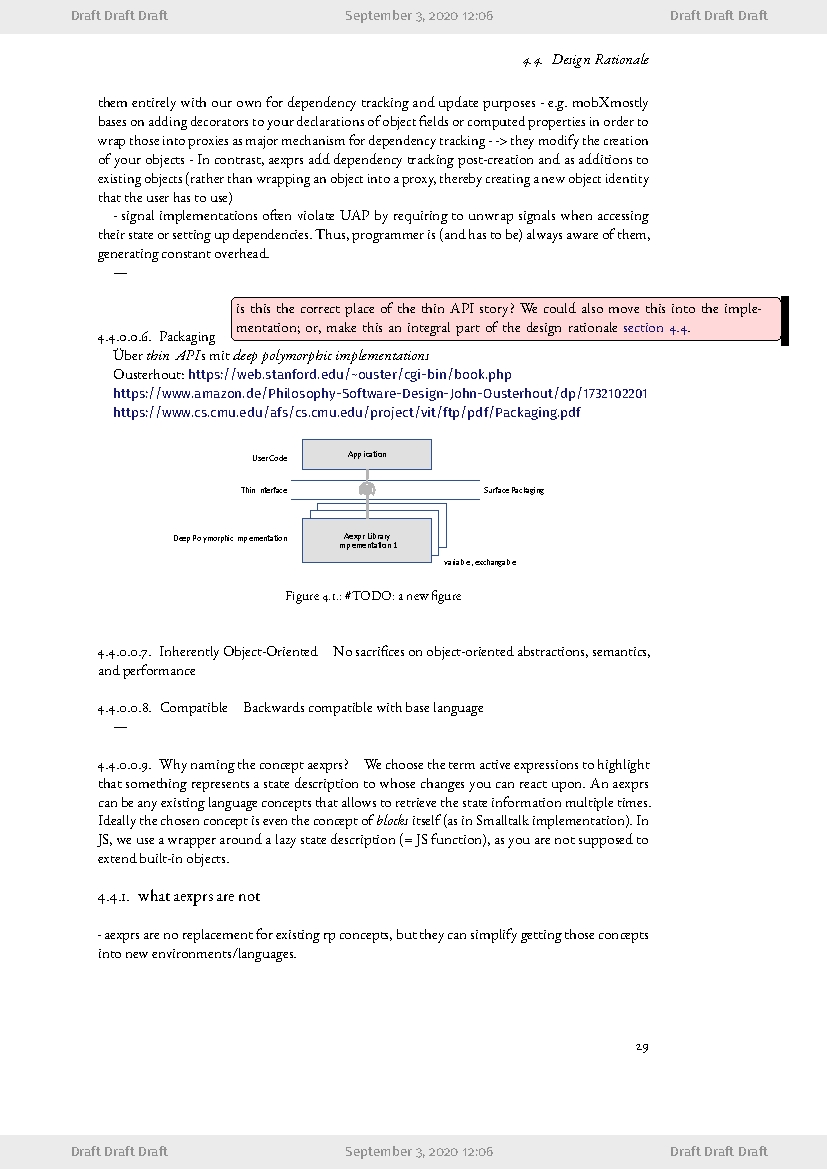 Draft Draft Draft September 3, 2020 12:06 Draft Draft Draft
4.4. Design Rationale
them entirely with our own for dependency tracking and update purposes - e.g. mobXmostly
bases on adding decorators to your declarations of object fields or computed properties in order to
wrap those into proxies as major mechanism for dependency tracking - -> they modify the creation
of your objects - In contrast, aexprs add dependency tracking post-creation and as additions to
existing objects (rather than wrapping an object into a proxy, thereby creating a new object identity
that the user has to use)
- signal implementations often violate UAP by requiring to unwrap signals when accessing
their state or setting up dependencies. Thus, programmer is (and has to be) always aware of them,
generating constant overhead.
—
is this the correct place of the thin API story? We could also move this into the imple-
mentation; or, make this an integral part of the design rationale section 4.4.
4.4.0.0.6. Packaging
Über thin APIs mit deep polymorphic implementations
Ousterhout: https://web.stanford.edu/~ouster/cgi-bin/book.php
https://www.amazon.de/Philosophy-Software-Design-John-Ousterhout/dp/1732102201
https://www.cs.cmu.edu/afs/cs.cmu.edu/project/vit/ftp/pdf/Packaging.pdf
User Code
Application
Thin Interface
Surface Packaging
Deep Polymorphic Implementation
Aexpr Library
Implementation 1
variable, exchangable
Figure 4.1.: #TODO: a new figure
4.4.0.0.7. Inherently Object-Oriented No sacrifices on object-oriented abstractions, semantics,
and performance
4.4.0.0.8. Compatible Backwards compatible with base language
—
4.4.0.0.9. Why naming the concept aexprs? We choose the term active expressions to highlight
that something represents a state description to whose changes you can react upon. An aexprs
can be any existing language concepts that allows to retrieve the state information multiple times.
Ideally the chosen concept is even the concept of blocks itself (as in Smalltalk implementation). In
JS, we use a wrapper around a lazy state description (= JS function), as you are not supposed to
extend built-in objects.
4.4.1. what aexprs are not
- aexprs are no replacement for existing rp concepts, but they can simplify getting those concepts
into new environments/languages.
29
Draft Draft Draft September 3, 2020 12:06 Draft Draft Draft